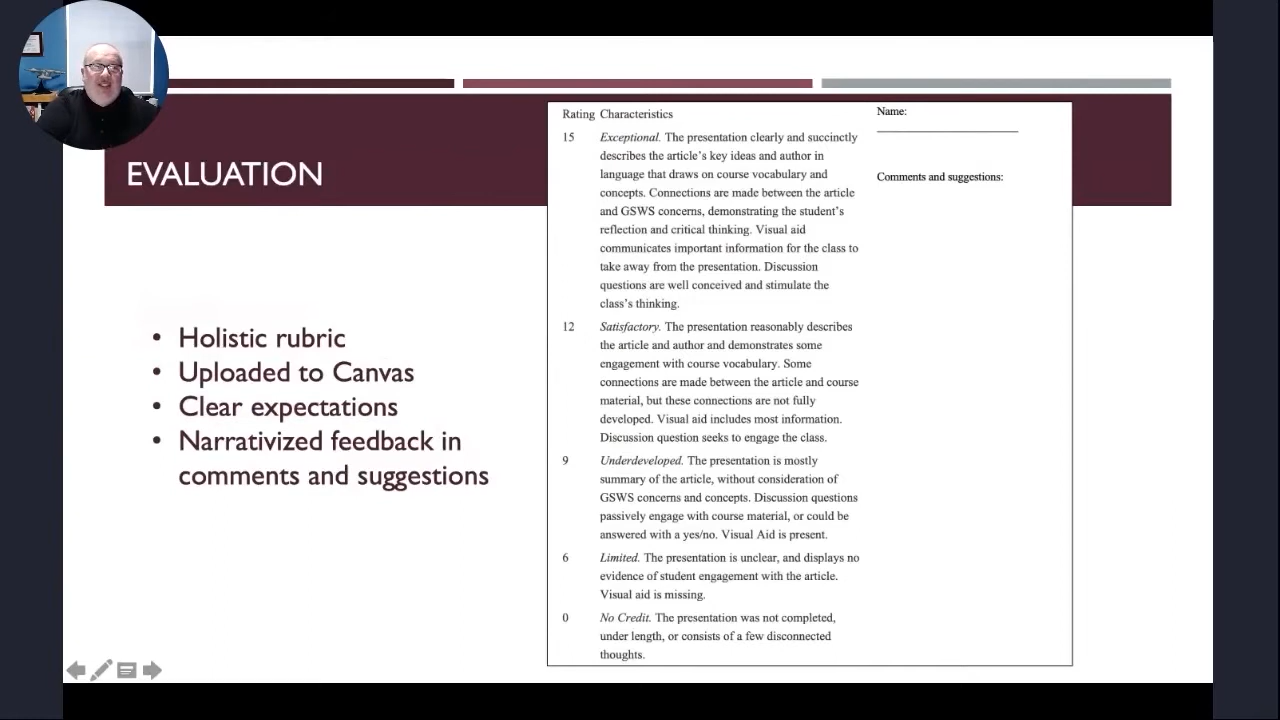 EVALUATION
• Holistic rubric
• Uploaded to Canvas
• Clear expectations
• Narrativized feedback in
comments and suggestions
Rating Characteristics
15 Exceptional. The presentation clearly and succinctly
describes the article's key ideas and author in
language that draws on course vocabulary and
concepts. Connections are made between the article
and GSWS concerns, demonstrating the student's
reflection and critical thinking. Visual aid
communicates important information for the class to
take away from the presentation. Discussion
questions are well conceived and stimulate the
class's thinking.
12 Satisfactory. The presentation reasonably describes
the article and author and demonstrates some
engagement with course vocabulary. Some
connections are made between the article and course
material, but these connections are not fully
developed. Visual aid includes most information.
Discussion question seeks to engage the class.
9 Underdeveloped. The presentation is mostly
summary of the article, without consideration of
GSWS concerns and concepts. Discussion questions
passively engage with course material, or could be
answered with a yes/no. Visual Aid is present.
6 Limited. The presentation is unclear, and displays no
evidence of student engagement with the article.
Visual aid is missing.
0 No Credit. The presentation was not completed,
under length, or consists of a few disconnected
thoughts.
Name:
Comments and suggestions: